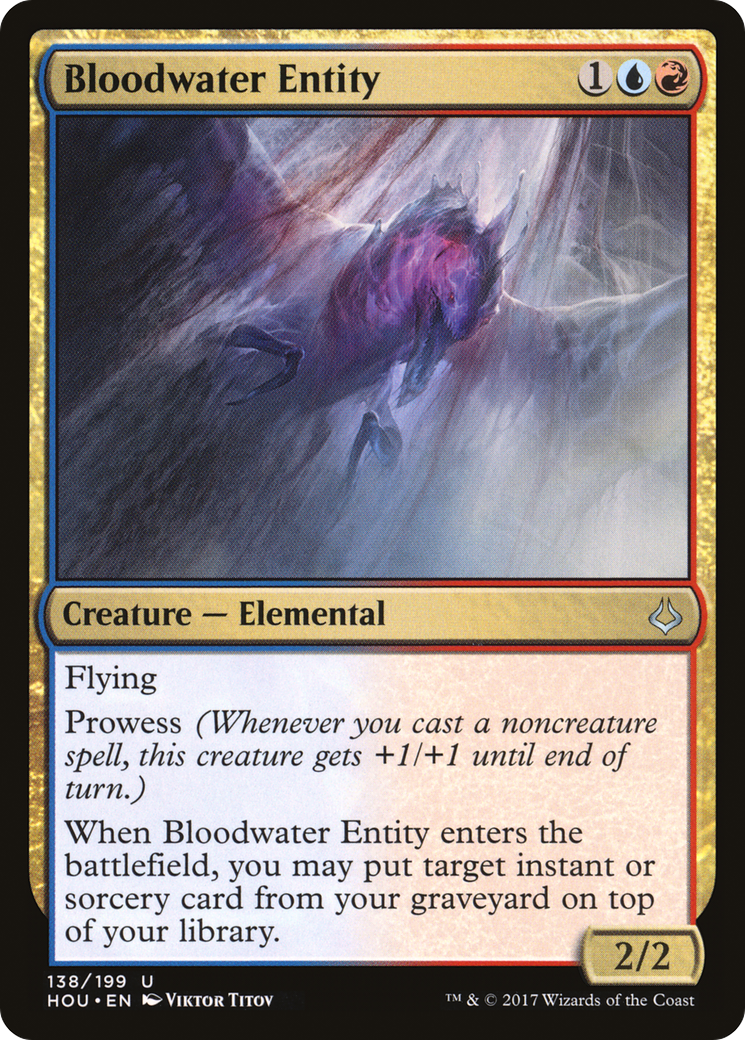 Bloodwater Entity 1
Creature — Elemental
Flying
Prowess (Whenever you cast a noncreature
spell, this creature gets +1/+1 until end of
turn.)
When Bloodwater Entity enters the
battlefield, you may put target instant or
sorcery card from your graveyard on top
of your library.
2/2
138/199 U
HOU • EN Viktor Titov
™ & © 2017 Wizards of the Coast